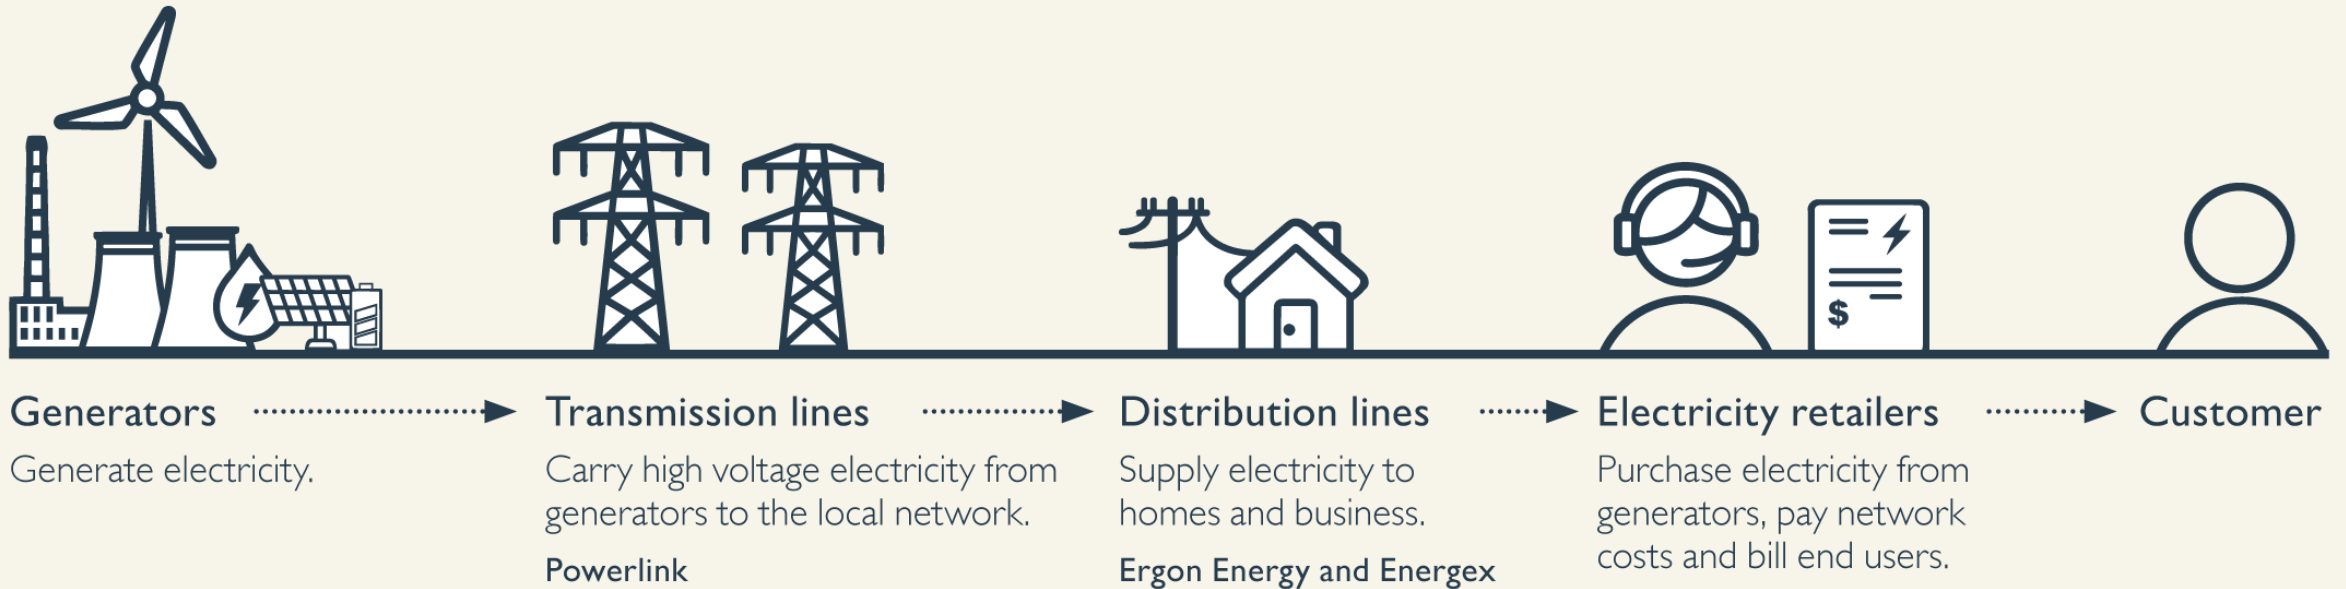 Generators
Generate electricity.
Transmission lines
Carry high voltage electricity from
generators to the local network.
Powerlink
Distribution lines
Supply electricity to
homes and business.
Ergon Energy and Energex
$
Electricity retailers
Purchase electricity from
generators, pay network
costs and bill end users.
Customer